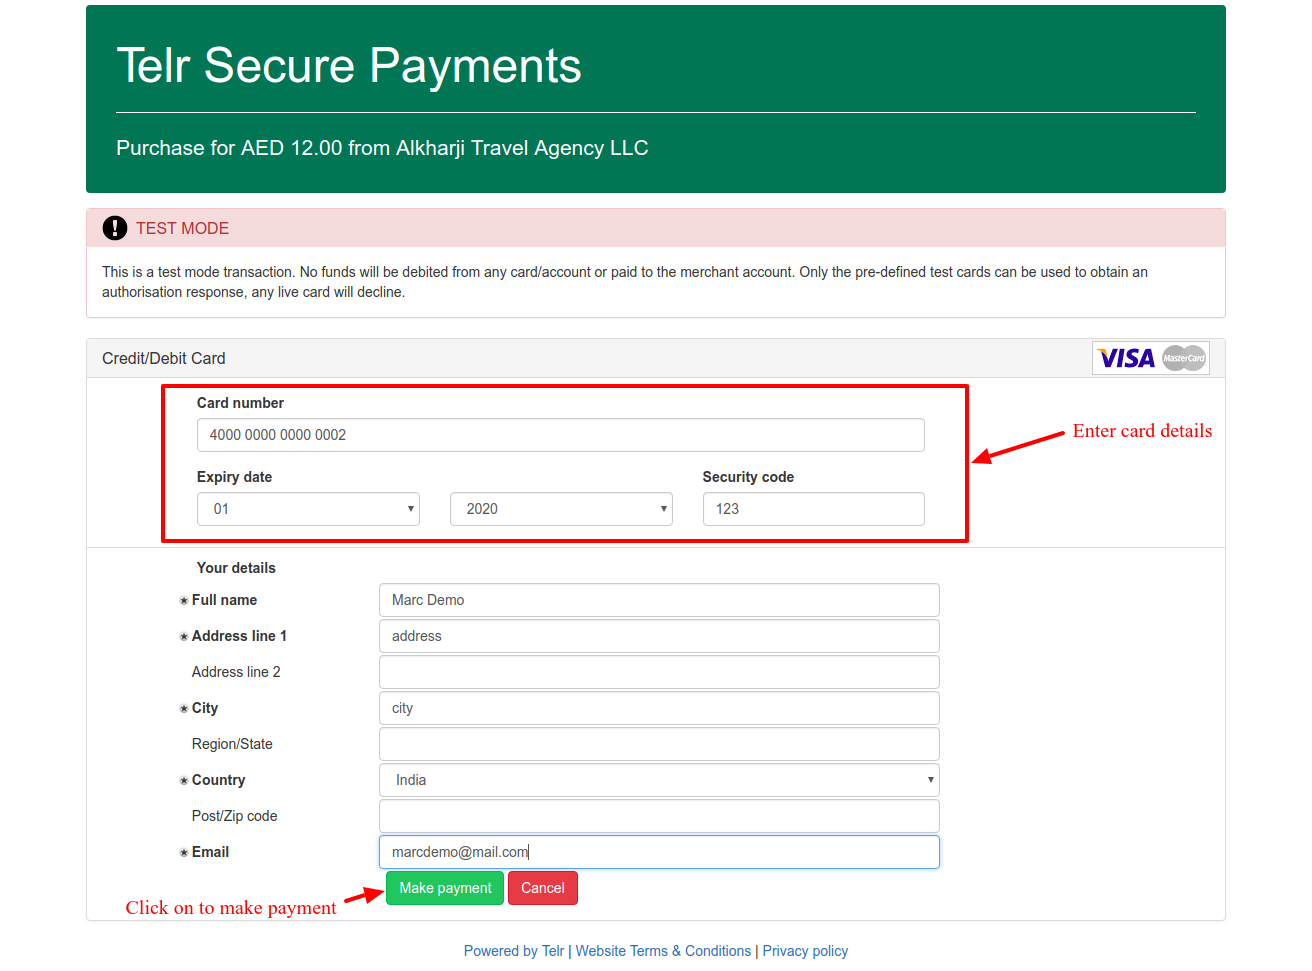 Telr Secure Payments
Purchase for AED 12.00 from Alkharji Travel Agency LLC
! TEST MODE
This is a test mode transaction. No funds will be debited from any card/account or paid to the merchant account. Only the pre-defined test cards can be used to obtain an
authorisation response, any live card will decline.
Credit/Debit Card
VISA MasterCard
Card number
4000 0000 0000 0002
Enter card details
Expiry date Security code
01 2020 123
Your details
Full name Marc Demo
Address line 1 address
Address line 2
City city
Region/State
Country India
Post/Zip code
Email marcdemo@mail.com
Make payment Cancel
Click on to make payment
Powered by Telr | Website Terms & Conditions | Privacy policy